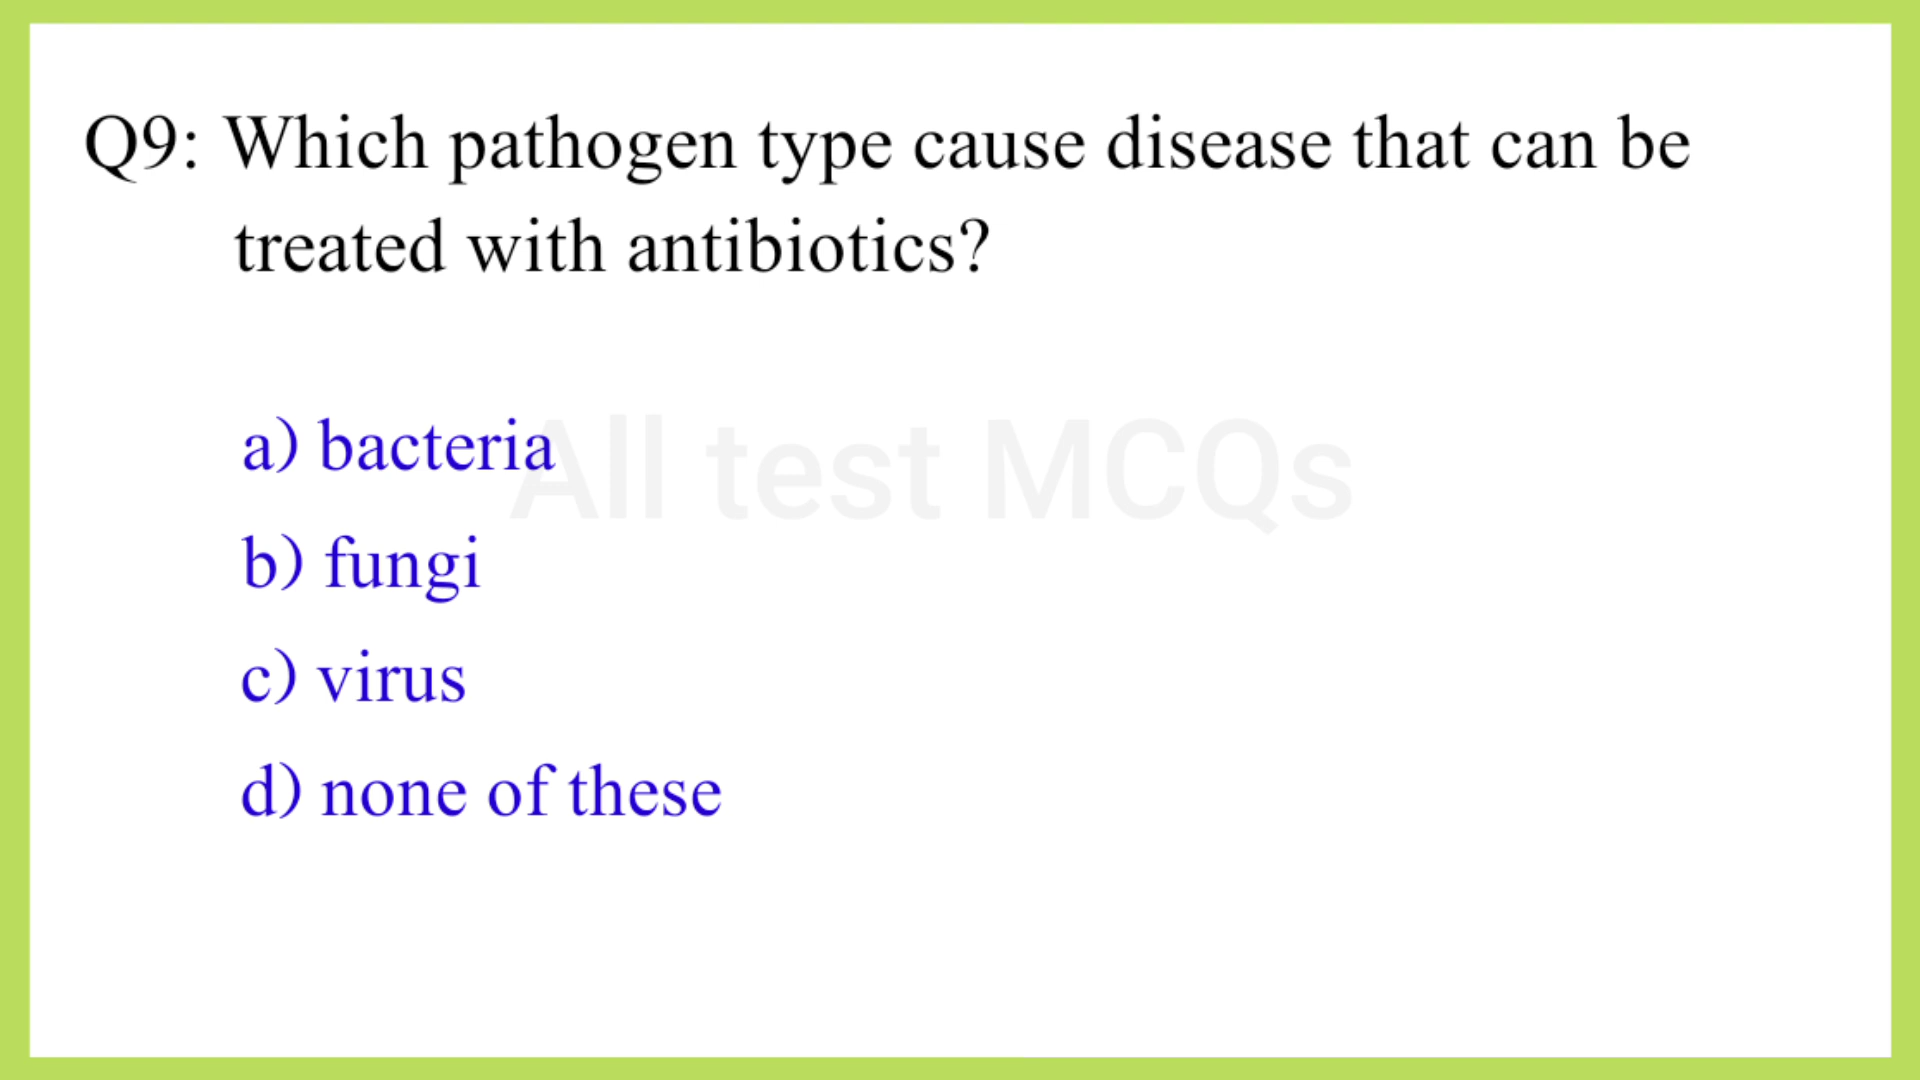 Q9: Which pathogen type cause disease that can be
treated with antibiotics?
a) bacteria
All test MCQs
b) fungi
c) virus
d) none of these